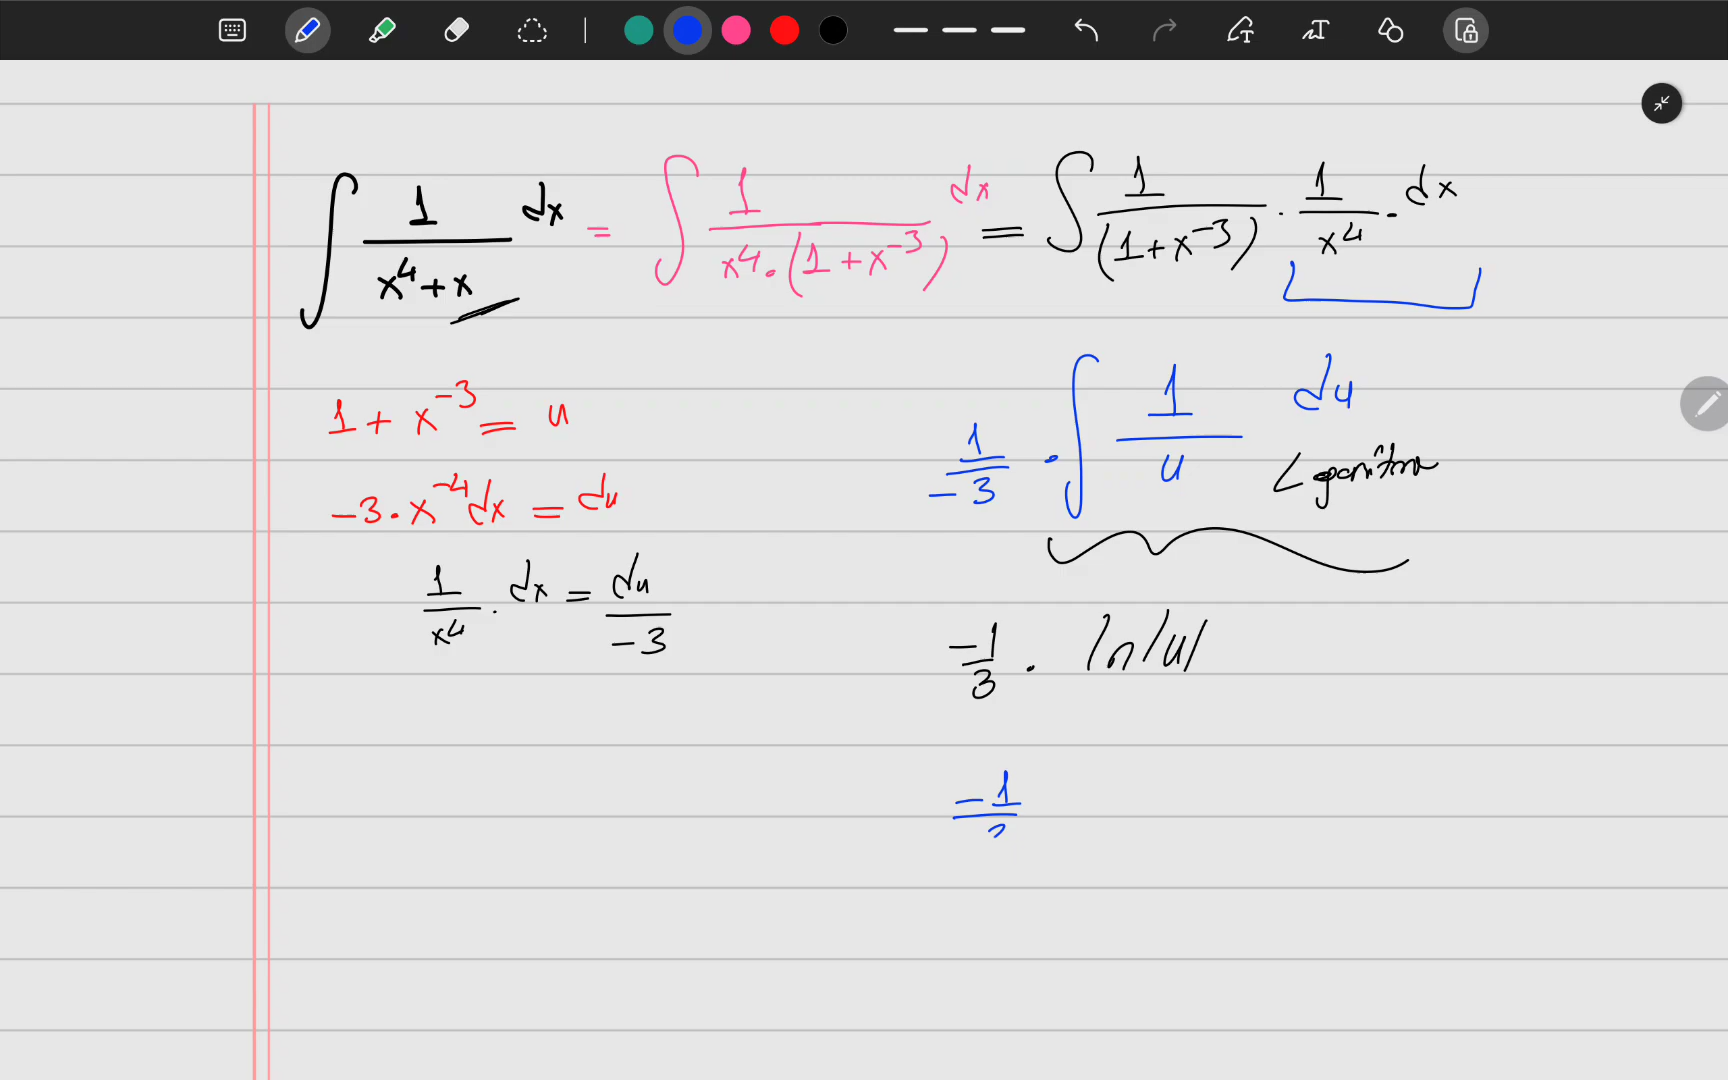 ∫ 1/(x⁴+x) dx = ∫ 1/(x⁴·(1+x⁻³)) dx = ∫ 1/(1+x⁻³) · 1/x⁴ · dx
1 + x⁻³ = u
-3·x⁻⁴dx = du
1/x⁴ · dx = du/-3
1/-3 · ∫ 1/u du
-1/3 · ln|u|
-1